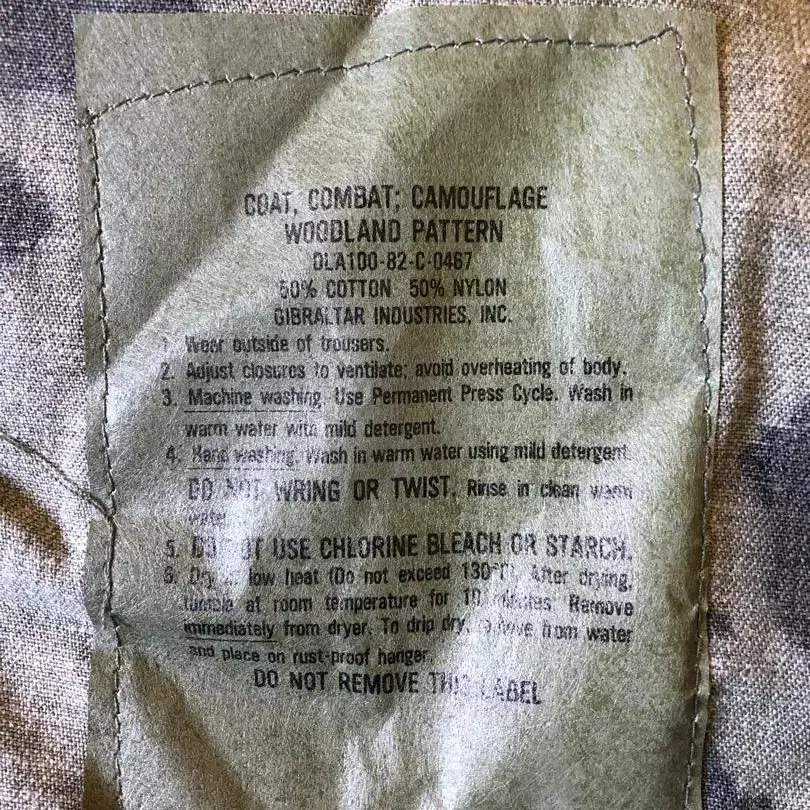 COAT, COMBAT; CAMOUFLAGE
WOODLAND PATTERN
DLA100-82-C-0467
50% COTTON 50% NYLON
GIBRALTAR INDUSTRIES, INC.
1. Wear outside of trousers.
2. Adjust closures to ventilate; avoid overheating of body.
3. Machine washing. Use Permanent Press Cycle. Wash in
warm water with mild detergent.
4. Hand washing. Wash in warm water using mild detergent.
DO NOT WRING OR TWIST. Rinse in clean warm
water.
5. DO NOT USE CHLORINE BLEACH OR STARCH.
6. Dry low heat (Do not exceed 130°F). After drying,
tumble at room temperature for 10 minutes. Remove
immediately from dryer. To drip dry, remove from water
and place on rust-proof hanger.
DO NOT REMOVE THIS LABEL